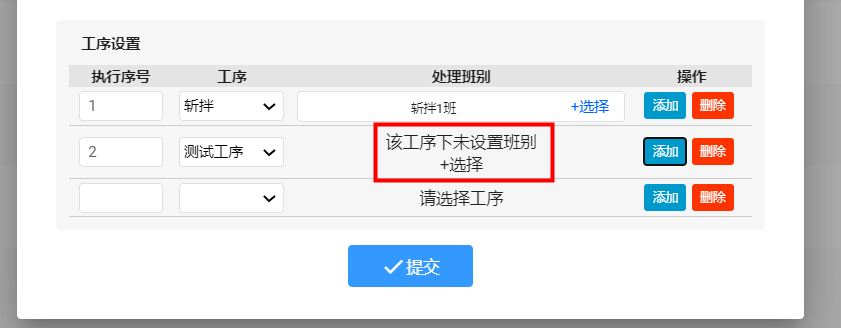 工序设置
执行序号 工序 处理班别 操作
1 斩拌 斩拌1班 +选择 添加 删除
2 测试工序 该工序下未设置班别 添加 删除
+选择
请选择工序 添加 删除
提交